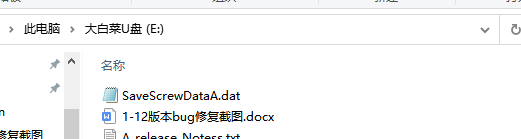 此电脑 > 大白菜U盘 (E:)
名称
SaveScrewDataA.dat
1-12版本bug修复截图.docx
修复截图
A_release_Notess.txt